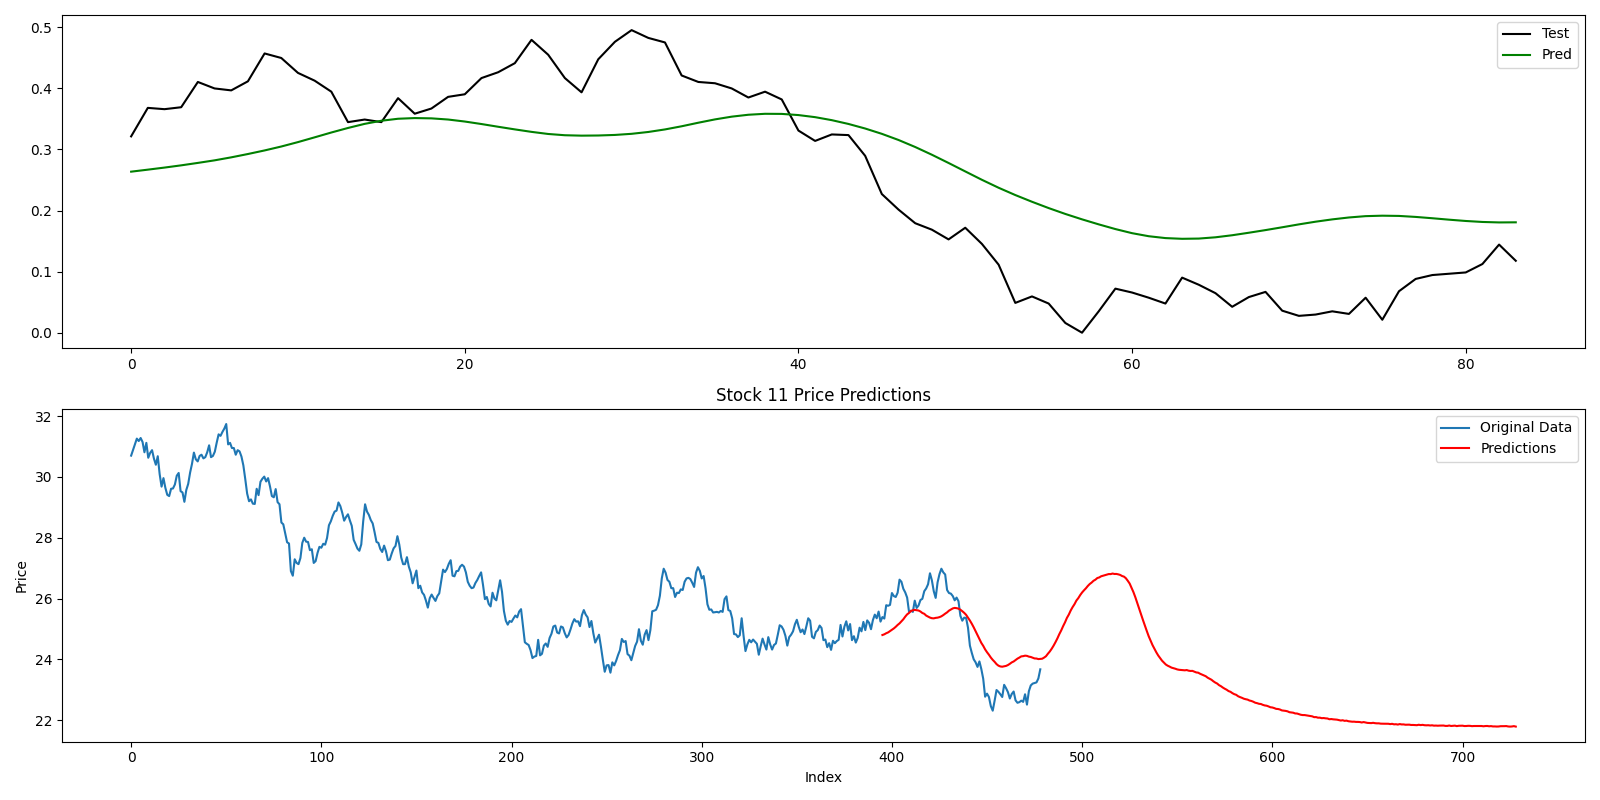 0.5
0.4
0.3
0.2
0.1
0.0
Test
Pred
0 20 40 60 80
Stock 11 Price Predictions
32
30
28
26
24
22
Price
Original Data
Predictions
0 100 200 300 400 500 600 700
Index